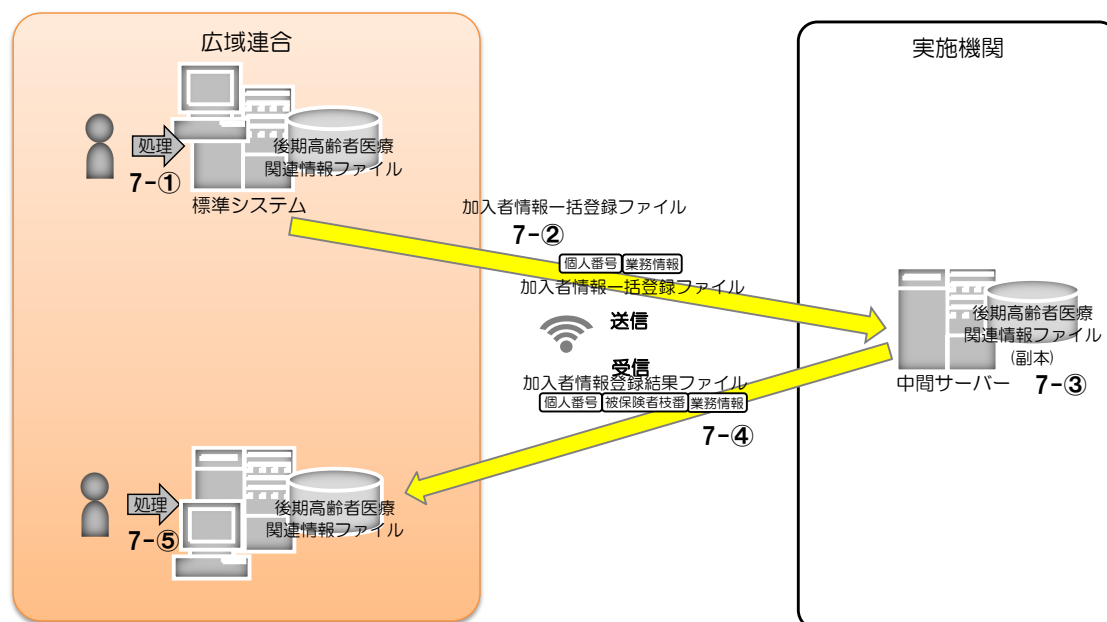 広域連合
実施機関
処理
7-①
後期高齢者医療
関連情報ファイル
標準システム
加入者情報一括登録ファイル
7-②
個人番号 業務情報
加入者情報一括登録ファイル
送信
後期高齢者医療
関連情報ファイル
(副本)
中間サーバー
7-③
受信
加入者情報登録結果ファイル
個人番号 被保険者枝番 業務情報
7-④
処理
7-⑤
後期高齢者医療
関連情報ファイル